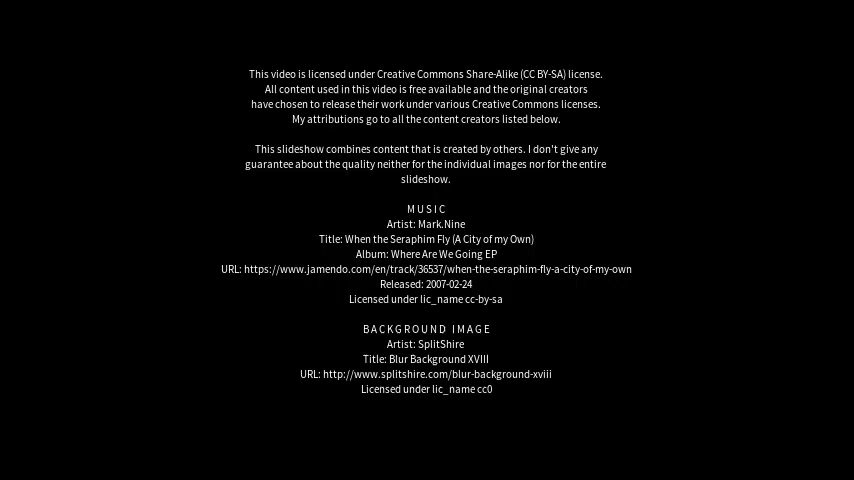 This video is licensed under Creative Commons Share-Alike (CC BY-SA) license.
All content used in this video is free available and the original creators
have chosen to release their work under various Creative Commons licenses.
My attributions go to all the content creators listed below.
This slideshow combines content that is created by others. I don't give any
guarantee about the quality neither for the individual images nor for the entire
slideshow.
MUSIC
Artist: Mark.Nine
Title: When the Seraphim Fly (A City of my Own)
Album: Where Are We Going EP
URL: https://www.jamendo.com/en/track/36537/when-the-seraphim-fly-a-city-of-my-own
Released: 2007-02-24
Licensed under lic_name cc-by-sa
BACKGROUND IMAGE
Artist: SplitShire
Title: Blur Background XVIII
URL: http://www.splitshire.com/blur-background-xviii
Licensed under lic_name cc0